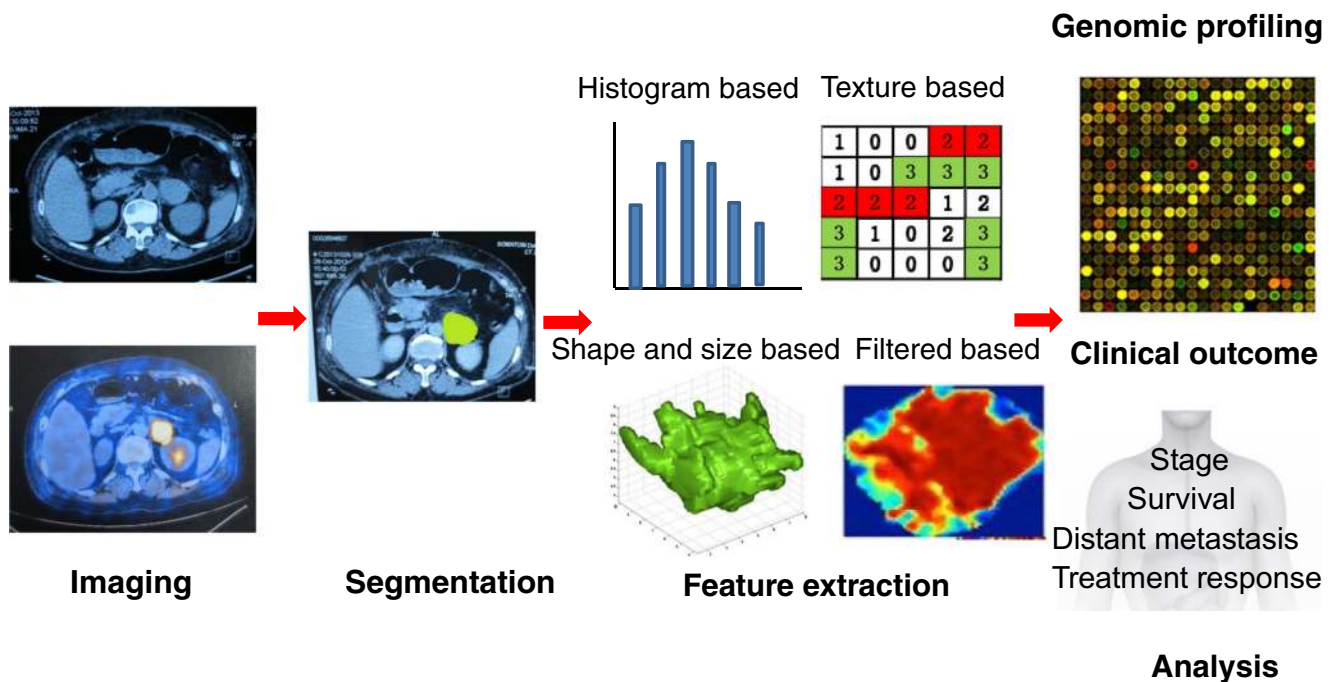 Genomic profiling
Histogram based
Texture based
1 0 0 2 2
1 0 3 3 3
2 2 2 1 2
3 1 0 2 3
3 0 0 0 3
Shape and size based
Filtered based
Clinical outcome
Stage
Survival
Distant metastasis
Treatment response
Imaging
Segmentation
Feature extraction
Analysis